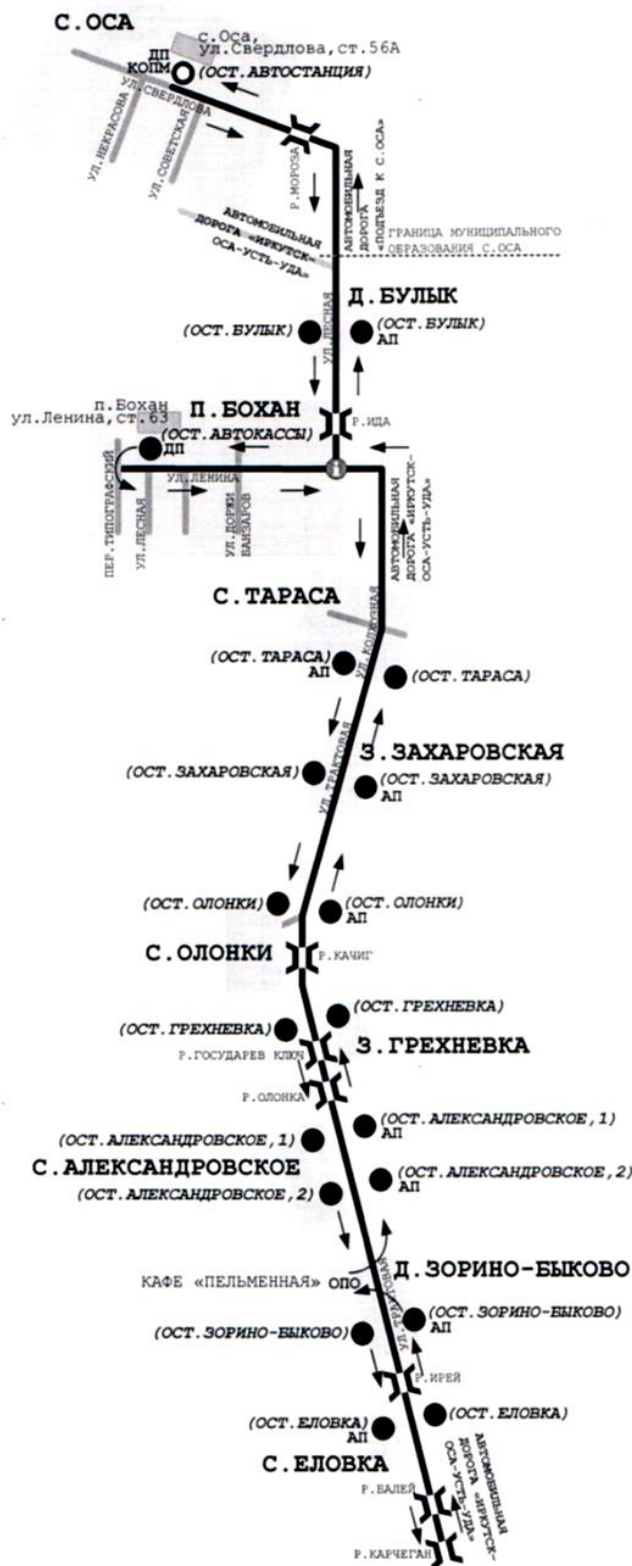 С.ОСА
с.Оса,
ул.Свердлова,ст.56А
ДП
КОПМ
(ОСТ.АВТОСТАНЦИЯ)
УЛ.СВЕРДЛОВА
УЛ.НЕКРАСОВА
УЛ.СОВЕТСКАЯ
Р.МОРОЗА
АВТОМОБИЛЬНАЯ
ДОРОГА
«ПОДЪЕЗД К С.ОСА»
АВТОМОБИЛЬНАЯ
ДОРОГА «ИРКУТСК-
ОСА-УСТЬ-УДА»
ГРАНИЦА МУНИЦИПАЛЬНОГО
ОБРАЗОВАНИЯ С.ОСА
Д.БУЛЫК
(ОСТ.БУЛЫК)
УЛ.ЛЕСНАЯ
(ОСТ.БУЛЫК)
АП
п.Бохан
ул.Ленина,ст.63
П.БОХАН
(ОСТ.АВТОКАССЫ)
ДП
Р.ИДА
УЛ.ЛЕНИНА
ПЕР.ТИПОГРАФСКИЙ
УЛ.ЛЕСНАЯ
УЛ.ДОРЖИ
БАНЗАРОВ
АВТОМОБИЛЬНАЯ
ДОРОГА «ИРКУТСК-
ОСА-УСТЬ-УДА»
С.ТАРАСА
УЛ.КОЛХОЗНАЯ
(ОСТ.ТАРАСА)
АП
(ОСТ.ТАРАСА)
З.ЗАХАРОВСКАЯ
(ОСТ.ЗАХАРОВСКАЯ)
УЛ.ТРАКТОВАЯ
(ОСТ.ЗАХАРОВСКАЯ)
АП
(ОСТ.ОЛОНКИ)
(ОСТ.ОЛОНКИ)
АП
С.ОЛОНКИ
Р.КАЧИГ
(ОСТ.ГРЕХНЕВКА)
(ОСТ.ГРЕХНЕВКА)
З.ГРЕХНЕВКА
Р.ГОСУДАРЕВ КЛЮЧ
Р.ОЛОНКА
(ОСТ.АЛЕКСАНДРОВСКОЕ,1)
АП
(ОСТ.АЛЕКСАНДРОВСКОЕ,1)
С.АЛЕКСАНДРОВСКОЕ
(ОСТ.АЛЕКСАНДРОВСКОЕ,2)
АП
(ОСТ.АЛЕКСАНДРОВСКОЕ,2)
Д.ЗОРИНО-БЫКОВО
КАФЕ «ПЕЛЬМЕННАЯ» ОПО
УЛ.ТРАКТОВАЯ
(ОСТ.ЗОРИНО-БЫКОВО)
АП
(ОСТ.ЗОРИНО-БЫКОВО)
Р.ИРЕЙ
(ОСТ.ЕЛОВКА)
(ОСТ.ЕЛОВКА)
АП
С.ЕЛОВКА
АВТОМОБИЛЬНАЯ
ДОРОГА «ИРКУТСК-
ОСА-УСТЬ-УДА»
Р.БАЛЕЙ
Р.КАРЧЕГАН